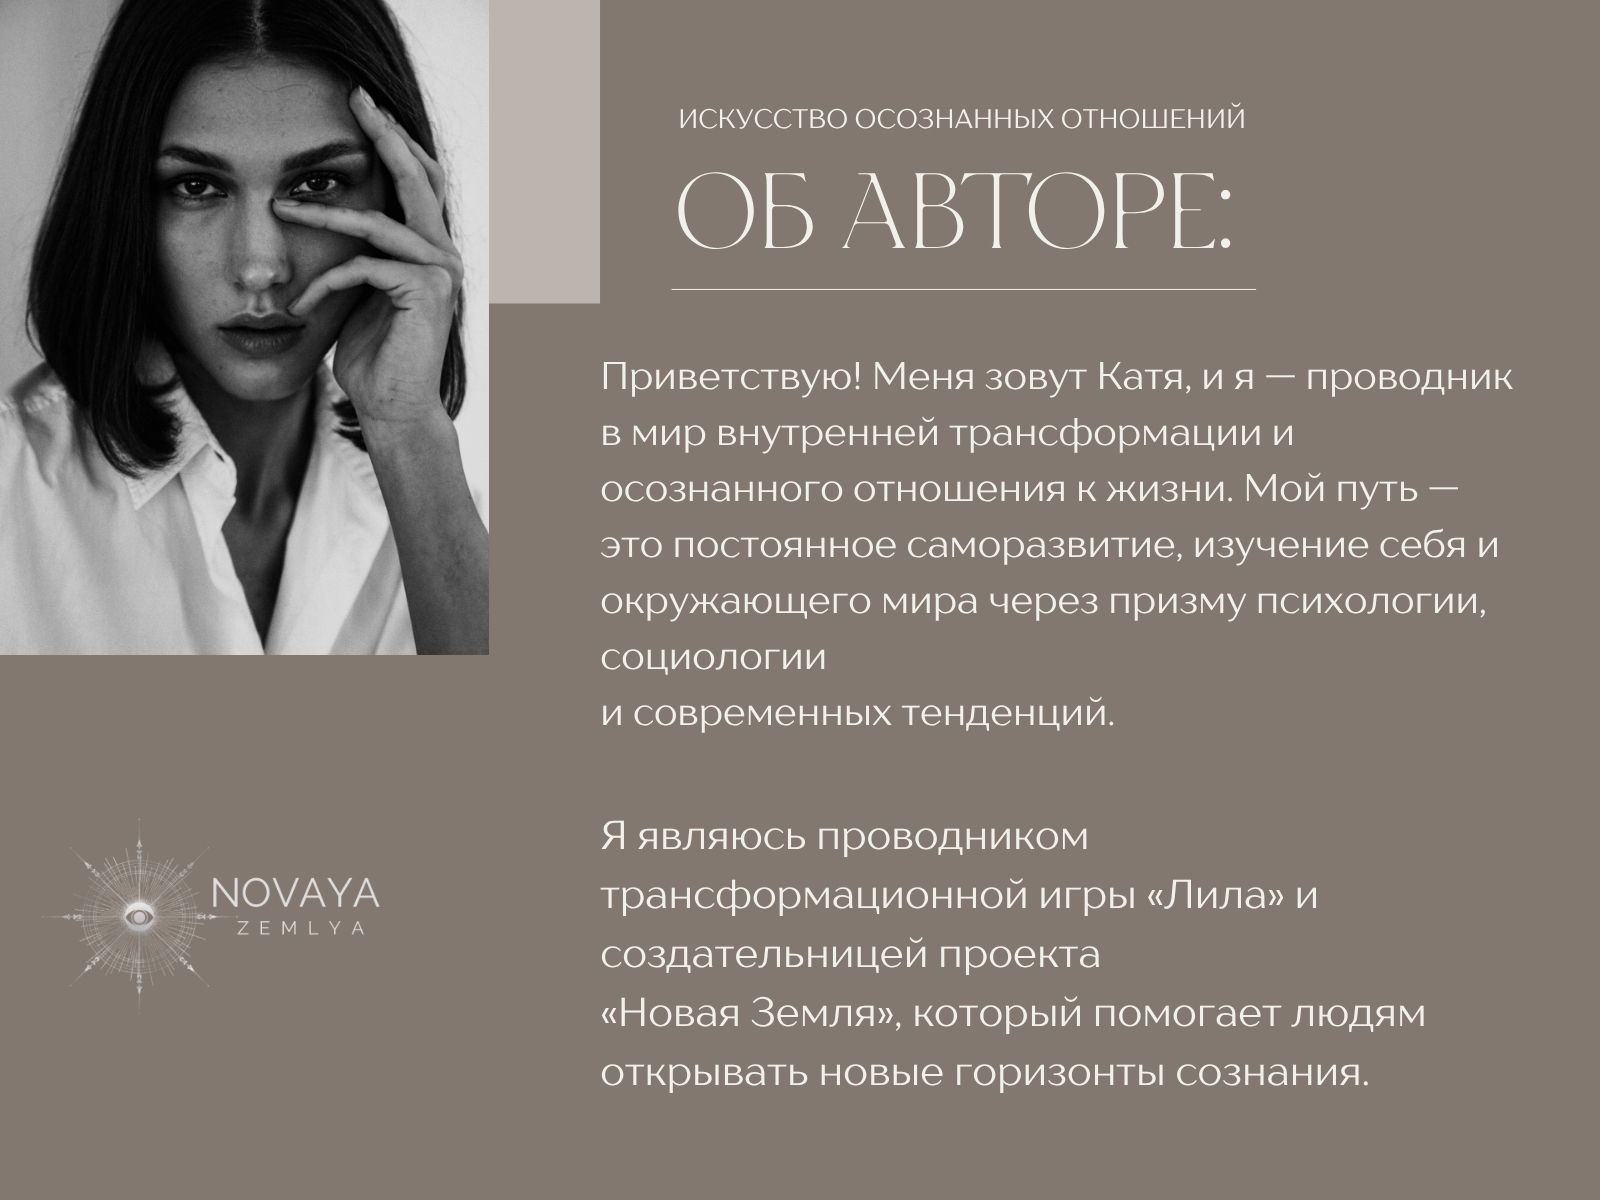 ИСКУССТВО ОСОЗНАННЫХ ОТНОШЕНИЙ
ОБ АВТОРЕ:
Приветствую! Меня зовут Катя, и я — проводник
в мир внутренней трансформации и
осознанного отношения к жизни. Мой путь —
это постоянное саморазвитие, изучение себя и
окружающего мира через призму психологии,
социологии
и современных тенденций.
Я являюсь проводником
трансформационной игры «Лила» и
создательницей проекта
«Новая Земля», который помогает людям
открывать новые горизонты сознания.
NOVAYA
ZEMLYA